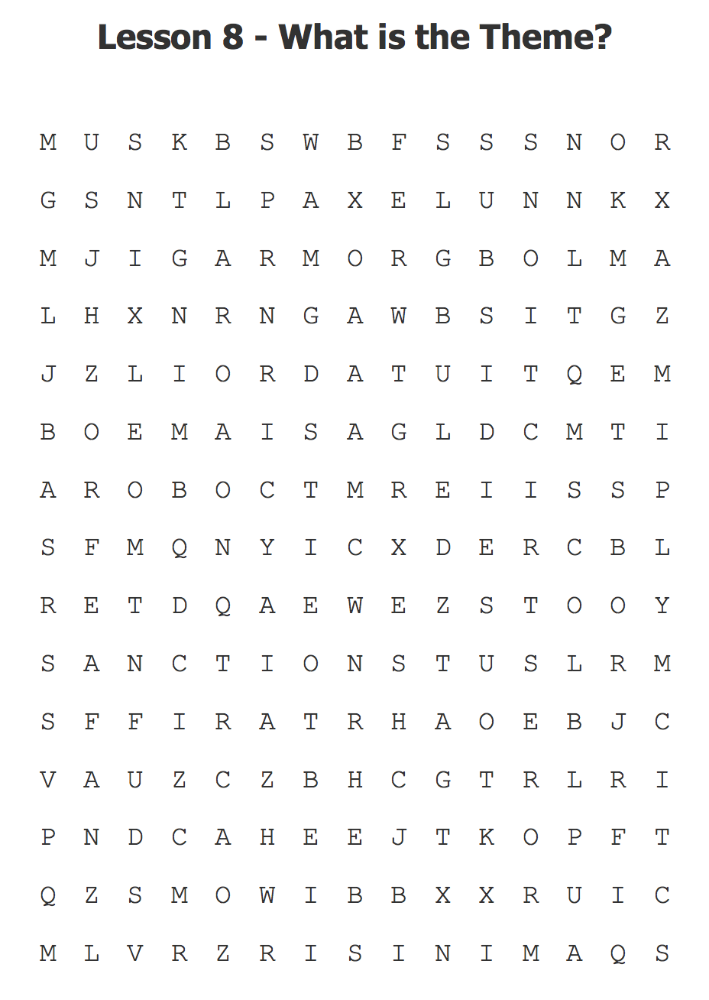 Lesson 8 - What is the Theme?
M U S K B S W B F S S S N O R
G S N T L P A X E L U N N K X
M J I G A R M O R G B O L M A
L H X N R N G A W B S I T G Z
J Z L I O R D A T U I T Q E M
B O E M A I S A G L D C M T I
A R O B O C T M R E I I S S P
S F M Q N Y I C X D E R C B L
R E T D Q A E W E Z S T O O Y
S A N C T I O N S T U S L R M
S F F I R A T R H A O E B J C
V A U Z C Z B H C G T R L R I
P N D C A H E E J T K O P F T
Q Z S M O W I B B X X R U I C
M L V R Z R I S I N I M A Q S